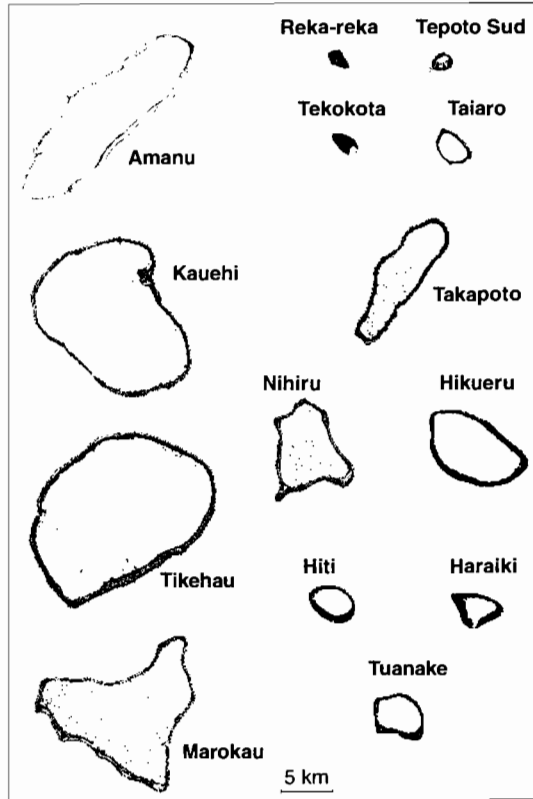 Reka-reka
Tepoto Sud
Tekokota
Taiaro
Amanu
Kauehi
Takapoto
Nihiru
Hikueru
Tikehau
Hiti
Haraiki
Tuanake
Marokau
5 km